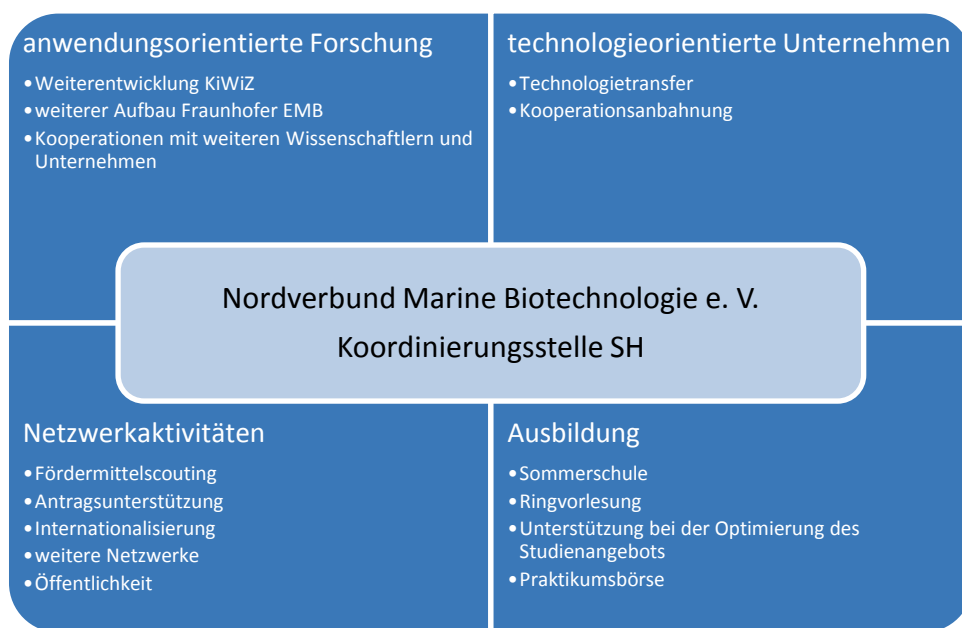 anwendungsorientierte Forschung
•Weiterentwicklung KiWiZ
•weiterer Aufbau Fraunhofer EMB
•Kooperationen mit weiteren Wissenschaftlern und
Unternehmen
technologieorientierte Unternehmen
•Technologietransfer
•Kooperationsanbahnung
Nordverbund Marine Biotechnologie e. V.
Koordinierungsstelle SH
Netzwerkaktivitäten
•Fördermittelscouting
•Antragsunterstützung
•Internationalisierung
•weitere Netzwerke
•Öffentlichkeit
Ausbildung
•Sommerschule
•Ringvorlesung
•Unterstützung bei der Optimierung des
Studienangebots
•Praktikumsbörse